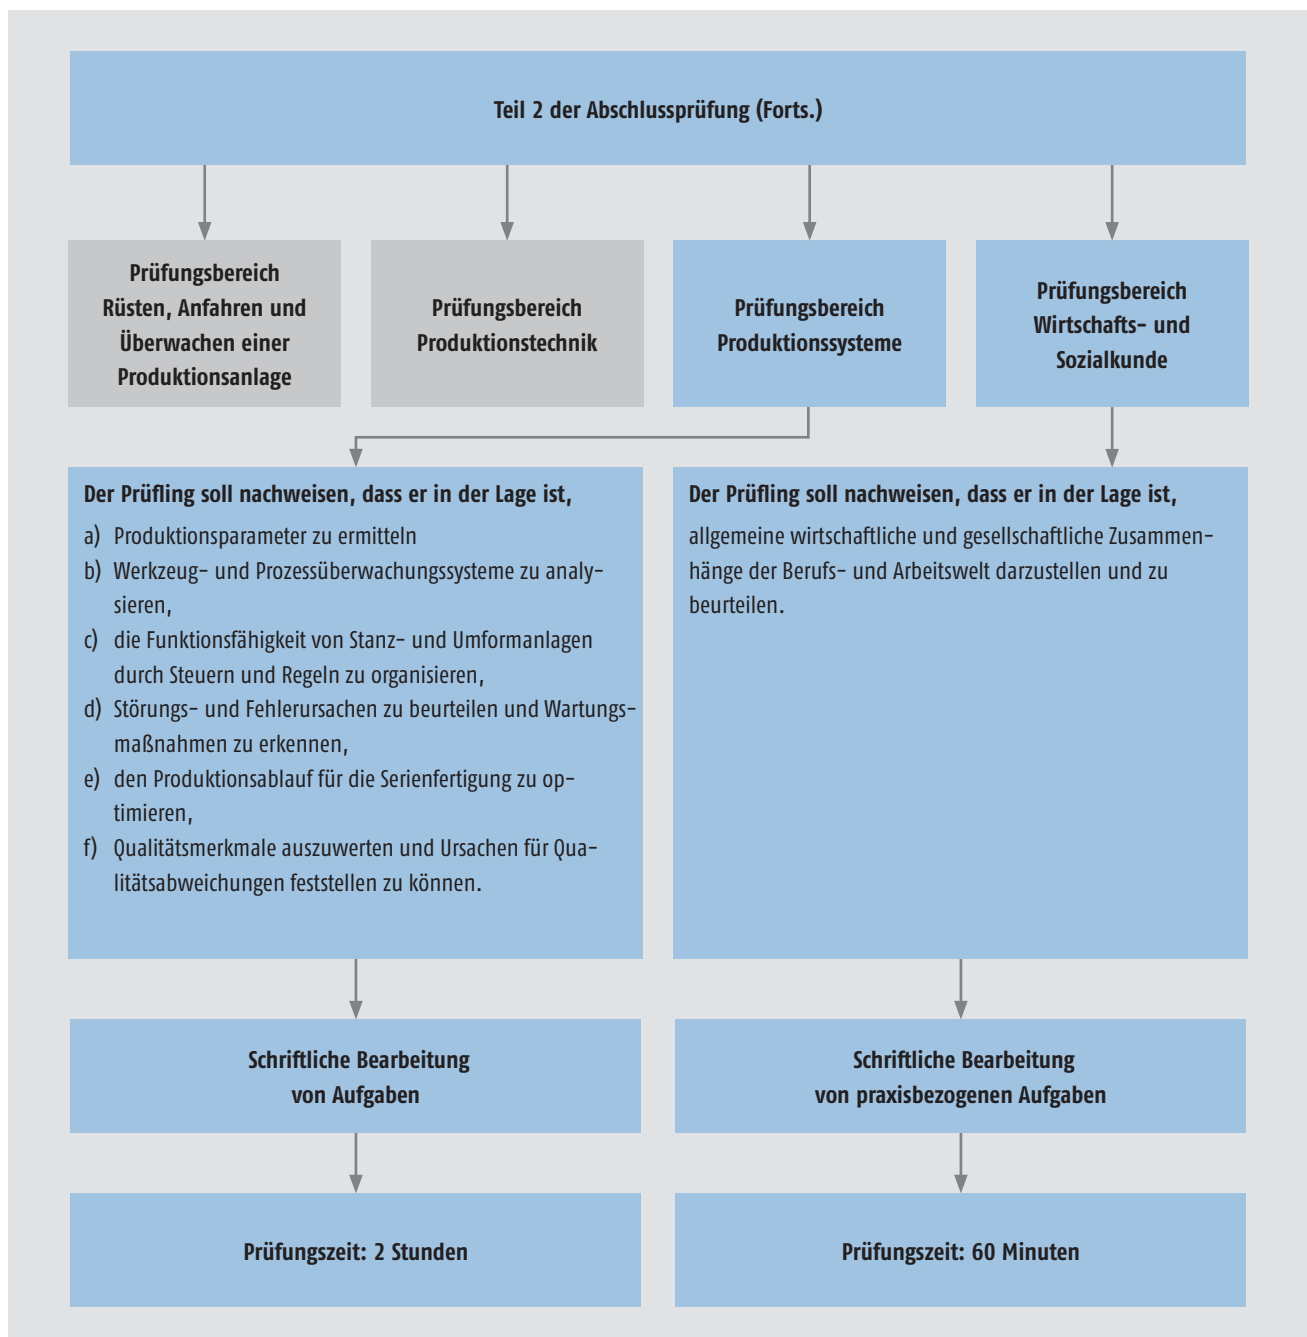 Teil 2 der Abschlussprüfung (Forts.)
Prüfungsbereich
Rüsten, Anfahren und
Überwachen einer
Produktionsanlage
Prüfungsbereich
Produktionstechnik
Prüfungsbereich
Produktionssysteme
Prüfungsbereich
Wirtschafts- und
Sozialkunde
Der Prüfling soll nachweisen, dass er in der Lage ist,
a) Produktionsparameter zu ermitteln
b) Werkzeug- und Prozessüberwachungssysteme zu analy-
sieren,
c) die Funktionsfähigkeit von Stanz- und Umformanlagen
durch Steuern und Regeln zu organisieren,
d) Störungs- und Fehlerursachen zu beurteilen und Wartungs-
maßnahmen zu erkennen,
e) den Produktionsablauf für die Serienfertigung zu op-
timieren,
f) Qualitätsmerkmale auszuwerten und Ursachen für Qua-
litätsabweichungen feststellen zu können.
Der Prüfling soll nachweisen, dass er in der Lage ist,
allgemeine wirtschaftliche und gesellschaftliche Zusammen-
hänge der Berufs- und Arbeitswelt darzustellen und zu
beurteilen.
Schriftliche Bearbeitung
von Aufgaben
Schriftliche Bearbeitung
von praxisbezogenen Aufgaben
Prüfungszeit: 2 Stunden
Prüfungszeit: 60 Minuten